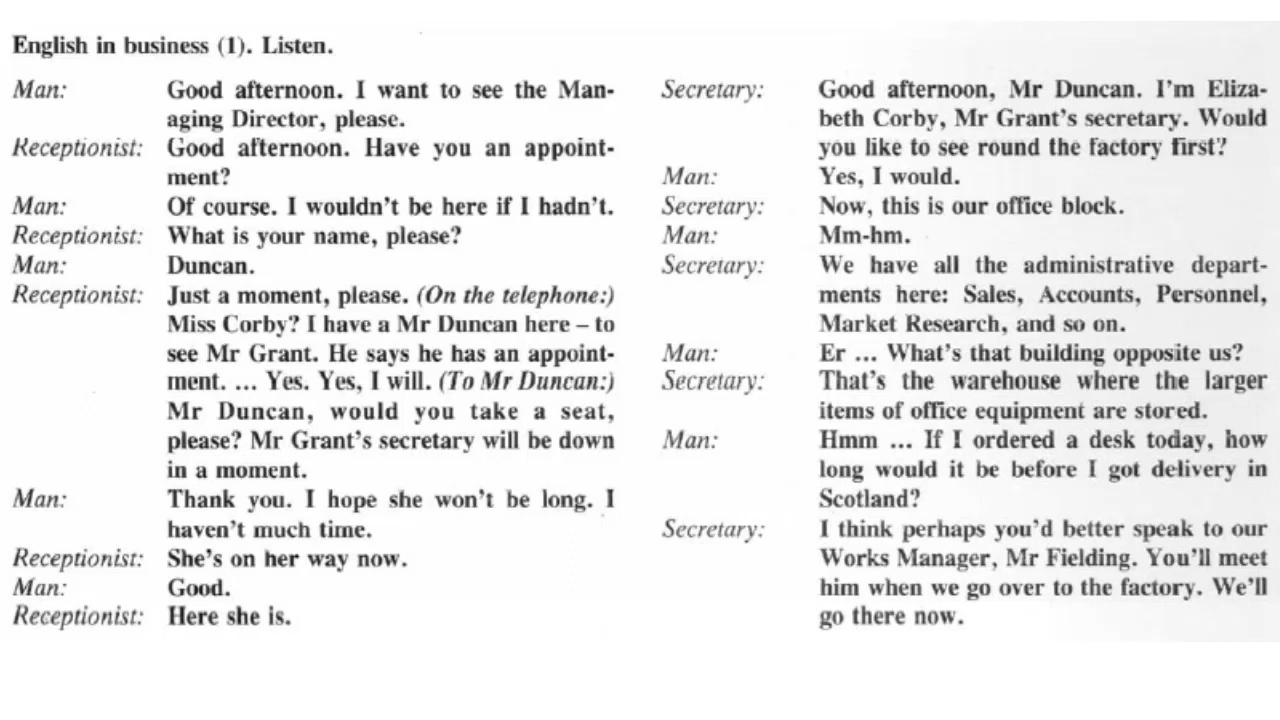 English in business (1). Listen.
Man: Good afternoon. I want to see the Man-
aging Director, please.
Receptionist: Good afternoon. Have you an appoint-
ment?
Man: Of course. I wouldn't be here if I hadn't.
Receptionist: What is your name, please?
Man: Duncan.
Receptionist: Just a moment, please. (On the telephone:)
Miss Corby? I have a Mr Duncan here – to
see Mr Grant. He says he has an appoint-
ment. ... Yes. Yes, I will. (To Mr Duncan:)
Mr Duncan, would you take a seat,
please? Mr Grant's secretary will be down
in a moment.
Man: Thank you. I hope she won't be long. I
haven't much time.
Receptionist: She's on her way now.
Man: Good.
Receptionist: Here she is.
Secretary: Good afternoon, Mr Duncan. I'm Eliza-
beth Corby, Mr Grant's secretary. Would
you like to see round the factory first?
Man: Yes, I would.
Secretary: Now, this is our office block.
Man: Mm-hm.
Secretary: We have all the administrative depart-
ments here: Sales, Accounts, Personnel,
Market Research, and so on.
Man: Er ... What's that building opposite us?
Secretary: That's the warehouse where the larger
items of office equipment are stored.
Man: Hmm ... If I ordered a desk today, how
long would it be before I got delivery in
Scotland?
Secretary: I think perhaps you'd better speak to our
Works Manager, Mr Fielding. You'll meet
him when we go over to the factory. We'll
go there now.